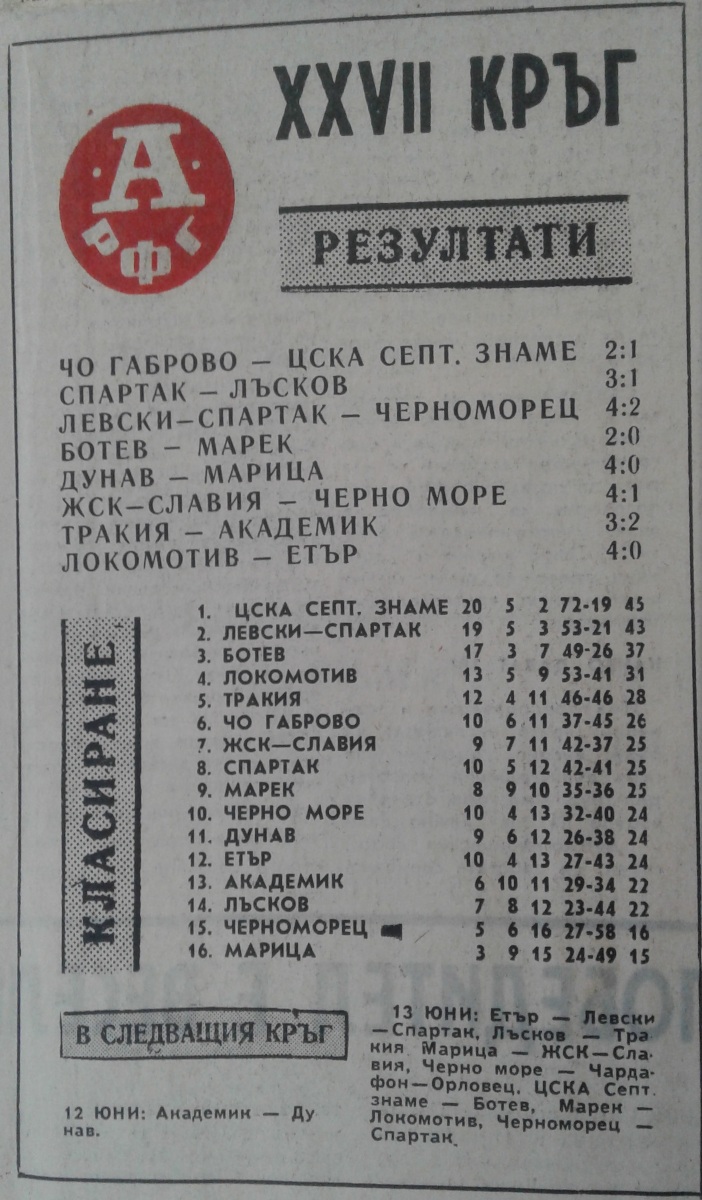 XXVII КРЪГ
А
РФГ
РЕЗУЛТАТИ
ЧО ГАБРОВО — ЦСКА СЕПТ. ЗНАМЕ 2:1
СПАРТАК — ЛЪСКОВ 3:1
ЛЕВСКИ—СПАРТАК — ЧЕРНОМОРЕЦ 4:2
БОТЕВ — МАРЕК 2:0
ДУНАВ — МАРИЦА 4:0
ЖСК—СЛАВИЯ — ЧЕРНО МОРЕ 4:1
ТРАКИЯ — АКАДЕМИК 3:2
ЛОКОМОТИВ — ЕТЪР 4:0
КЛАСИРАНЕ
1. ЦСКА СЕПТ. ЗНАМЕ 20 5 2 72-19 45
2. ЛЕВСКИ—СПАРТАК 19 5 3 53-21 43
3. БОТЕВ 17 3 7 49-26 37
4. ЛОКОМОТИВ 13 5 9 53-41 31
5. ТРАКИЯ 12 4 11 46-46 28
6. ЧО ГАБРОВО 10 6 11 37-45 26
7. ЖСК—СЛАВИЯ 9 7 11 42-37 25
8. СПАРТАК 10 5 12 42-41 25
9. МАРЕК 8 9 10 35-36 25
10. ЧЕРНО МОРЕ 10 4 13 32-40 24
11. ДУНАВ 9 6 12 26-38 24
12. ЕТЪР 10 4 13 27-43 24
13. АКАДЕМИК 6 10 11 29-34 22
14. ЛЪСКОВ 7 8 12 23-44 22
15. ЧЕРНОМОРЕЦ 5 6 16 27-58 16
16. МАРИЦА 3 9 15 24-49 15
В СЛЕДВАЩИЯ КРЪГ
12 ЮНИ: Академик — Ду
нав.
13 ЮНИ: Етър — Левски
—Спартак, Лъсков — Тра
кия Марица — ЖСК—Сла-
вия, Черно море — Чарда-
фон—Орловец, ЦСКА Септ.
знаме — Ботев, Марек —
Локомотив, Черноморец —
Спартак.